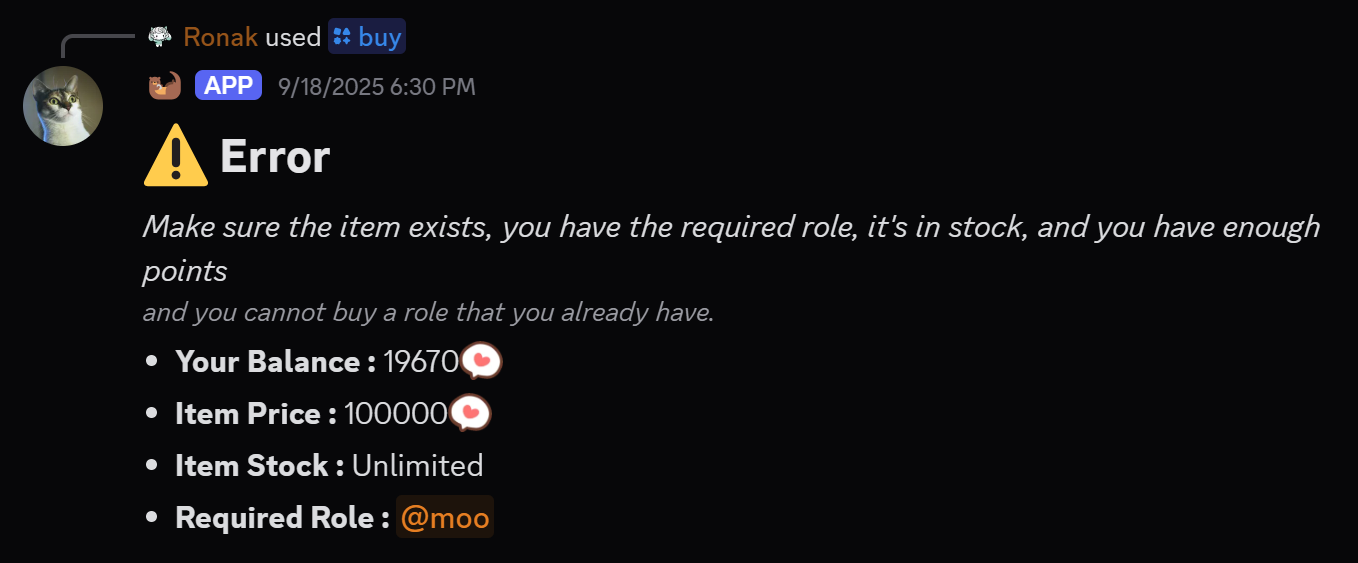 Ronak used buy
APP 9/18/2025 6:30 PM
Error
Make sure the item exists, you have the required role, it's in stock, and you have enough
points
and you cannot buy a role that you already have.
• Your Balance : 19670
• Item Price : 100000
• Item Stock : Unlimited
• Required Role : @moo